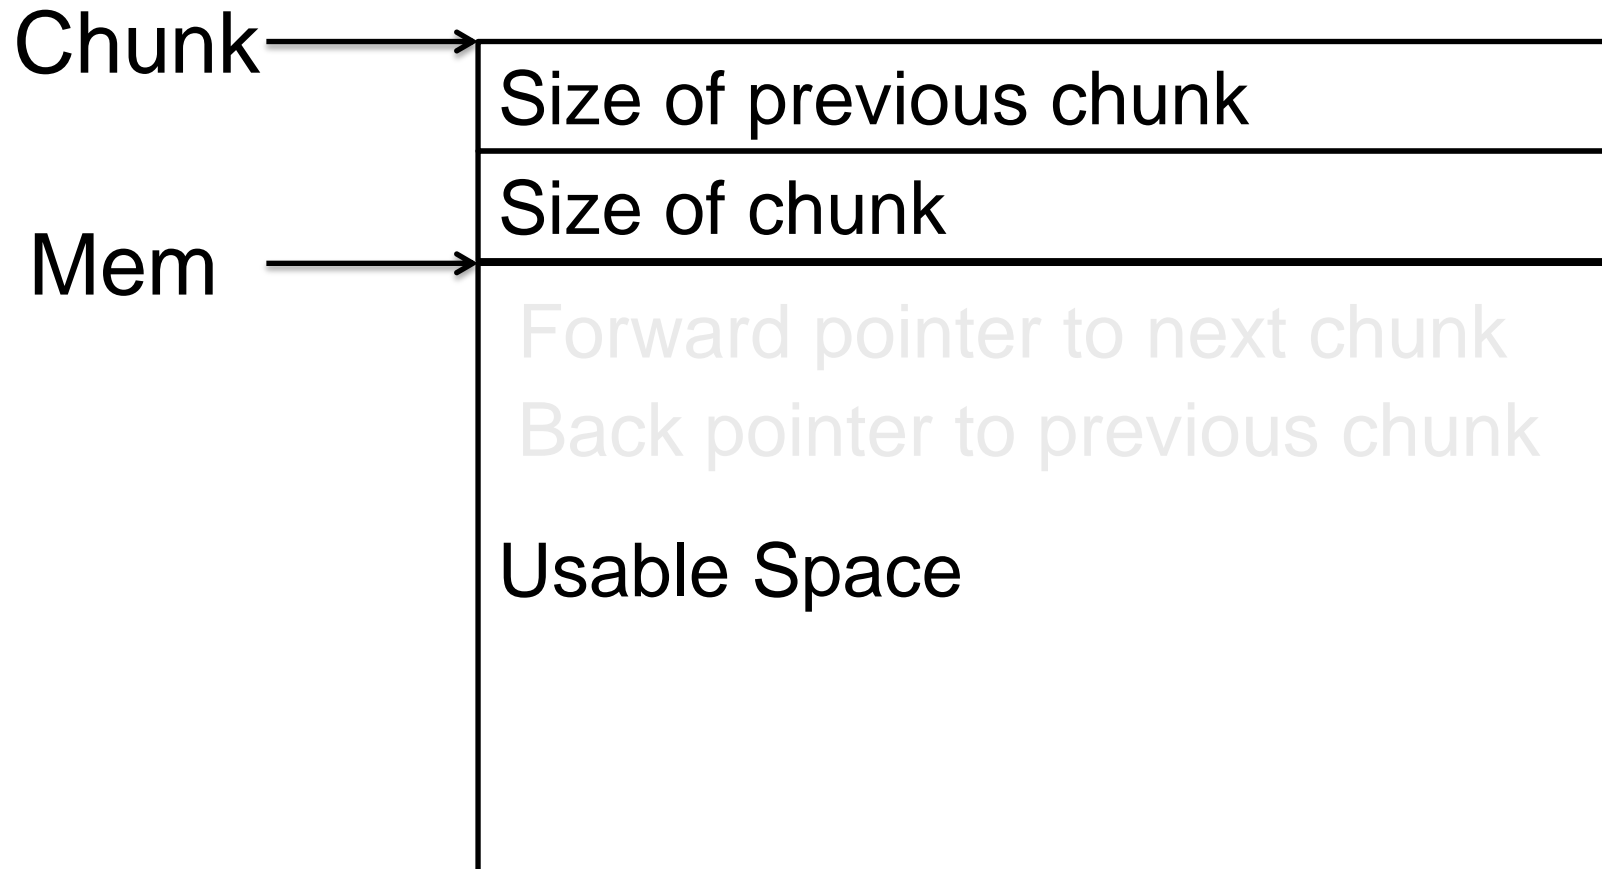 Chunk
Size of previous chunk
Size of chunk
Mem
Forward pointer to next chunk
Back pointer to previous chunk
Usable Space